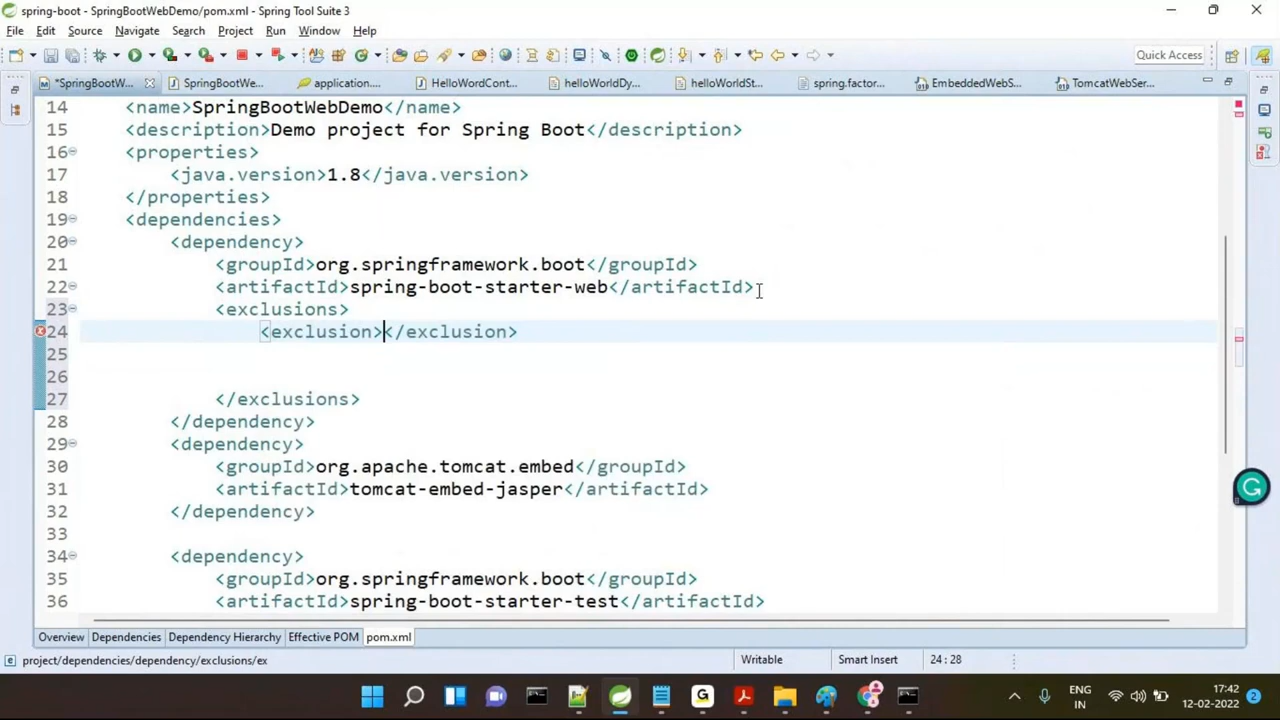 spring-boot - SpringBootWebDemo/pom.xml - Spring Tool Suite 3
File Edit Source Navigate Search Project Run Window Help
Quick Access
*SpringBootW... SpringBootWe... application.... HelloWordCont... helloWorldDy... helloWorldSt... spring.factor... EmbeddedWebS... TomcatWebSer...
14 <name>SpringBootWebDemo</name>
15 <description>Demo project for Spring Boot</description>
16 <properties>
17 <java.version>1.8</java.version>
18 </properties>
19 <dependencies>
20 <dependency>
21 <groupId>org.springframework.boot</groupId>
22 <artifactId>spring-boot-starter-web</artifactId>
23 <exclusions>
24 <exclusion></exclusion>
25
26
27 </exclusions>
28 </dependency>
29 <dependency>
30 <groupId>org.apache.tomcat.embed</groupId>
31 <artifactId>tomcat-embed-jasper</artifactId>
32 </dependency>
33
34 <dependency>
35 <groupId>org.springframework.boot</groupId>
36 <artifactId>spring-boot-starter-test</artifactId>
Overview Dependencies Dependency Hierarchy Effective POM pom.xml
project/dependencies/dependency/exclusions/ex Writable Smart Insert 24 : 28
ENG 17:42
IN 12-02-2022 2